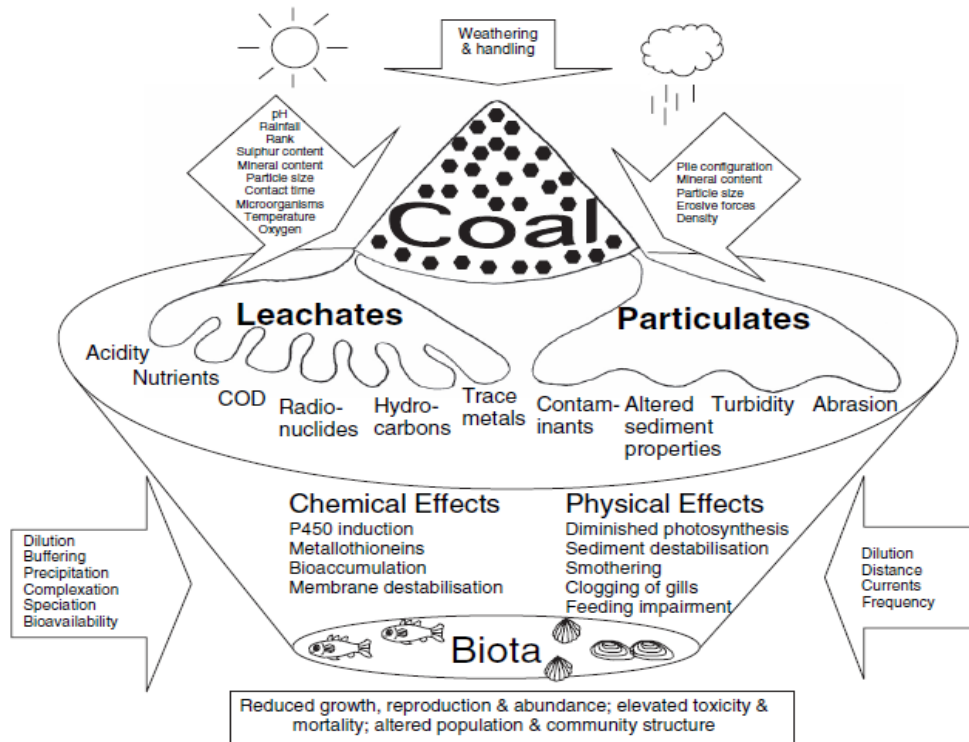 Weathering
& handling
pH
Rainfall
Rank
Sulphur content
Mineral content
Particle size
Contact time
Microorganisms
Temperature
Oxygen
Pile configuration
Mineral content
Particle size
Erosive forces
Density
Coal
Leachates
Particulates
Acidity
Nutrients
COD
Radio-
nuclides
Hydro-
carbons
Trace
metals
Contam-
inants
Altered
sediment
properties
Turbidity
Abrasion
Chemical Effects
P450 induction
Metallothioneins
Bioaccumulation
Membrane destabilisation
Physical Effects
Diminished photosynthesis
Sediment destabilisation
Smothering
Clogging of gills
Feeding impairment
Dilution
Buffering
Precipitation
Complexation
Speciation
Bioavailability
Dilution
Distance
Currents
Frequency
Biota
Reduced growth, reproduction & abundance; elevated toxicity &
mortality; altered population & community structure